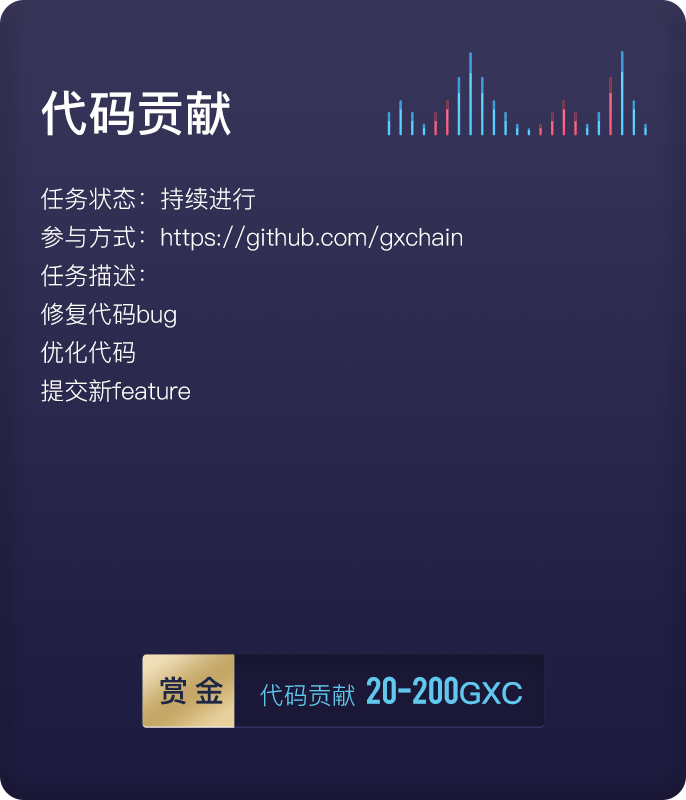 代码贡献
任务状态：持续进行
参与方式：https://github.com/gxchain
任务描述：
修复代码bug
优化代码
提交新feature
赏金 代码贡献 20-200GXC